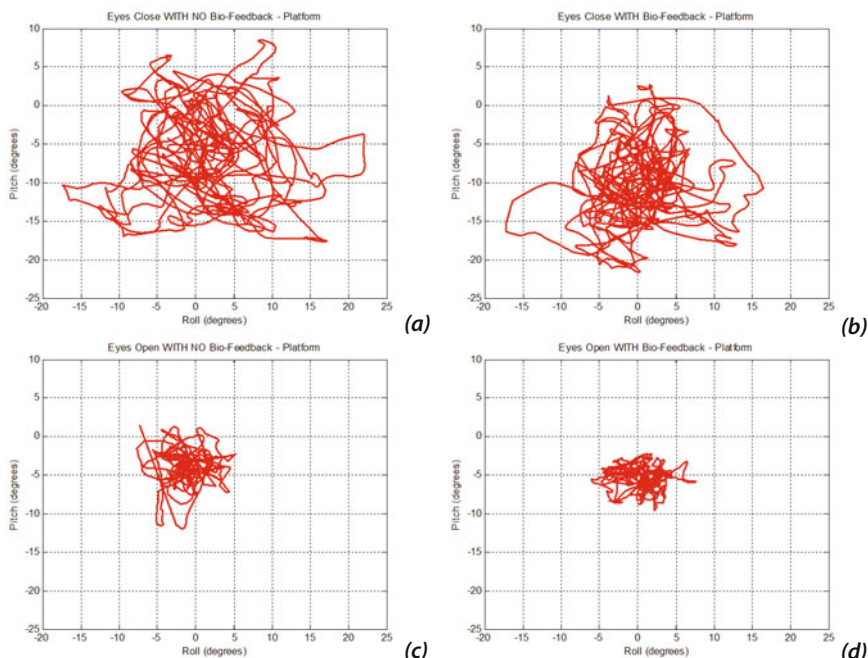 Eyes Close WITH NO Bio-Feedback - Platform
10
5
0
-5
-10
-15
-20
-25
Pitch (degrees)
-20 -15 -10 -5 0 5 10 15 20 25
Roll (degrees)
(a)
Eyes Close WITH Bio-Feedback - Platform
10
5
0
-5
-10
-15
-20
-25
Pitch (degrees)
-20 -15 -10 -5 0 5 10 15 20 25
Roll (degrees)
(b)
Eyes Open WITH NO Bio-Feedback - Platform
10
5
0
-5
-10
-15
-20
-25
Pitch (degrees)
-20 -15 -10 -5 0 5 10 15 20 25
Roll (degrees)
(c)
Eyes Open WITH Bio-Feedback - Platform
10
5
0
-5
-10
-15
-20
-25
Pitch (degrees)
-20 -15 -10 -5 0 5 10 15 20 25
Roll (degrees)
(d)